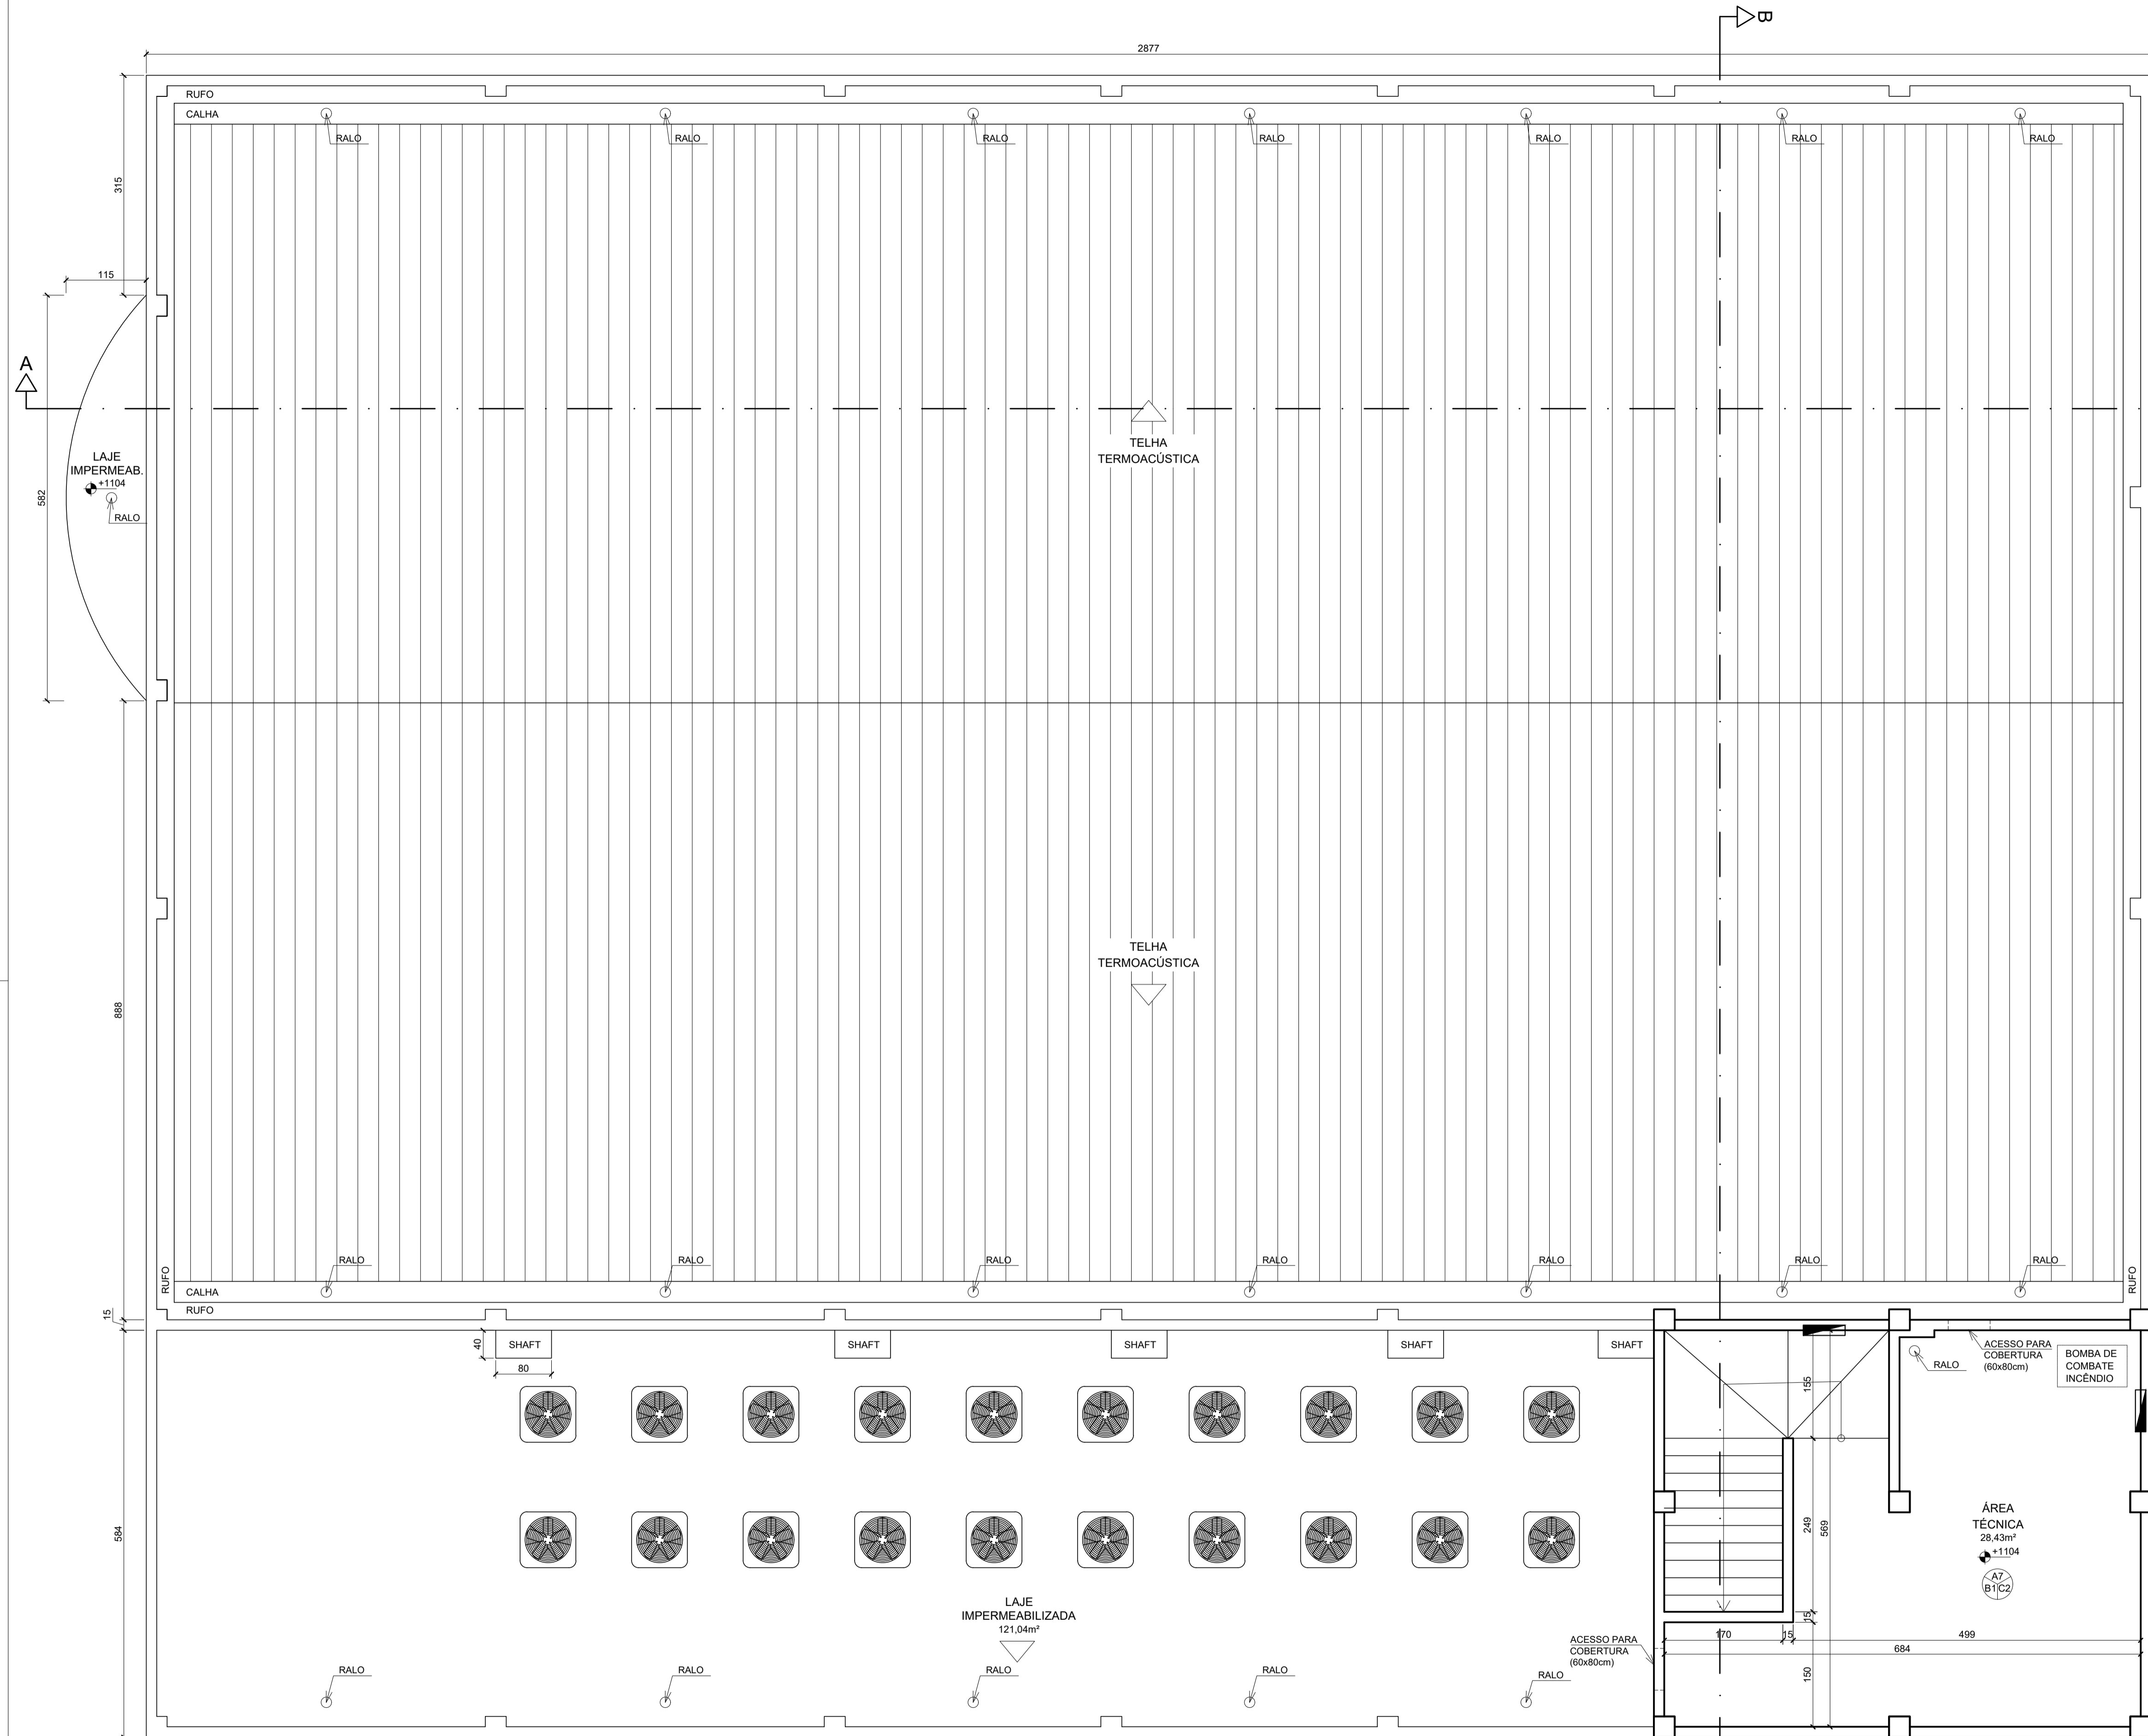 B
2877
RUFO
CALHA
RALO
RALO
RALO
RALO
RALO
RALO
RALO
315
115
A
TELHA
TERMOACÚSTICA
LAJE
IMPERMEAB.
+1104
RALO
582
TELHA
TERMOACÚSTICA
888
RALO
RALO
RALO
RALO
RALO
RALO
RALO
RUFO
RUFO
CALHA
RUFO
15
SHAFT
SHAFT
SHAFT
SHAFT
SHAFT
40
80
ACESSO PARA
COBERTURA
(60x80cm)
RALO
BOMBA DE
COMBATE
INCÊNDIO
155
584
249
569
ÁREA
TÉCNICA
28,43m²
+1104
A7
B1 C2
LAJE
IMPERMEABILIZADA
121,04m²
15
170
15
499
684
ACESSO PARA
COBERTURA
(60x80cm)
150
RALO
RALO
RALO
RALO
RALO